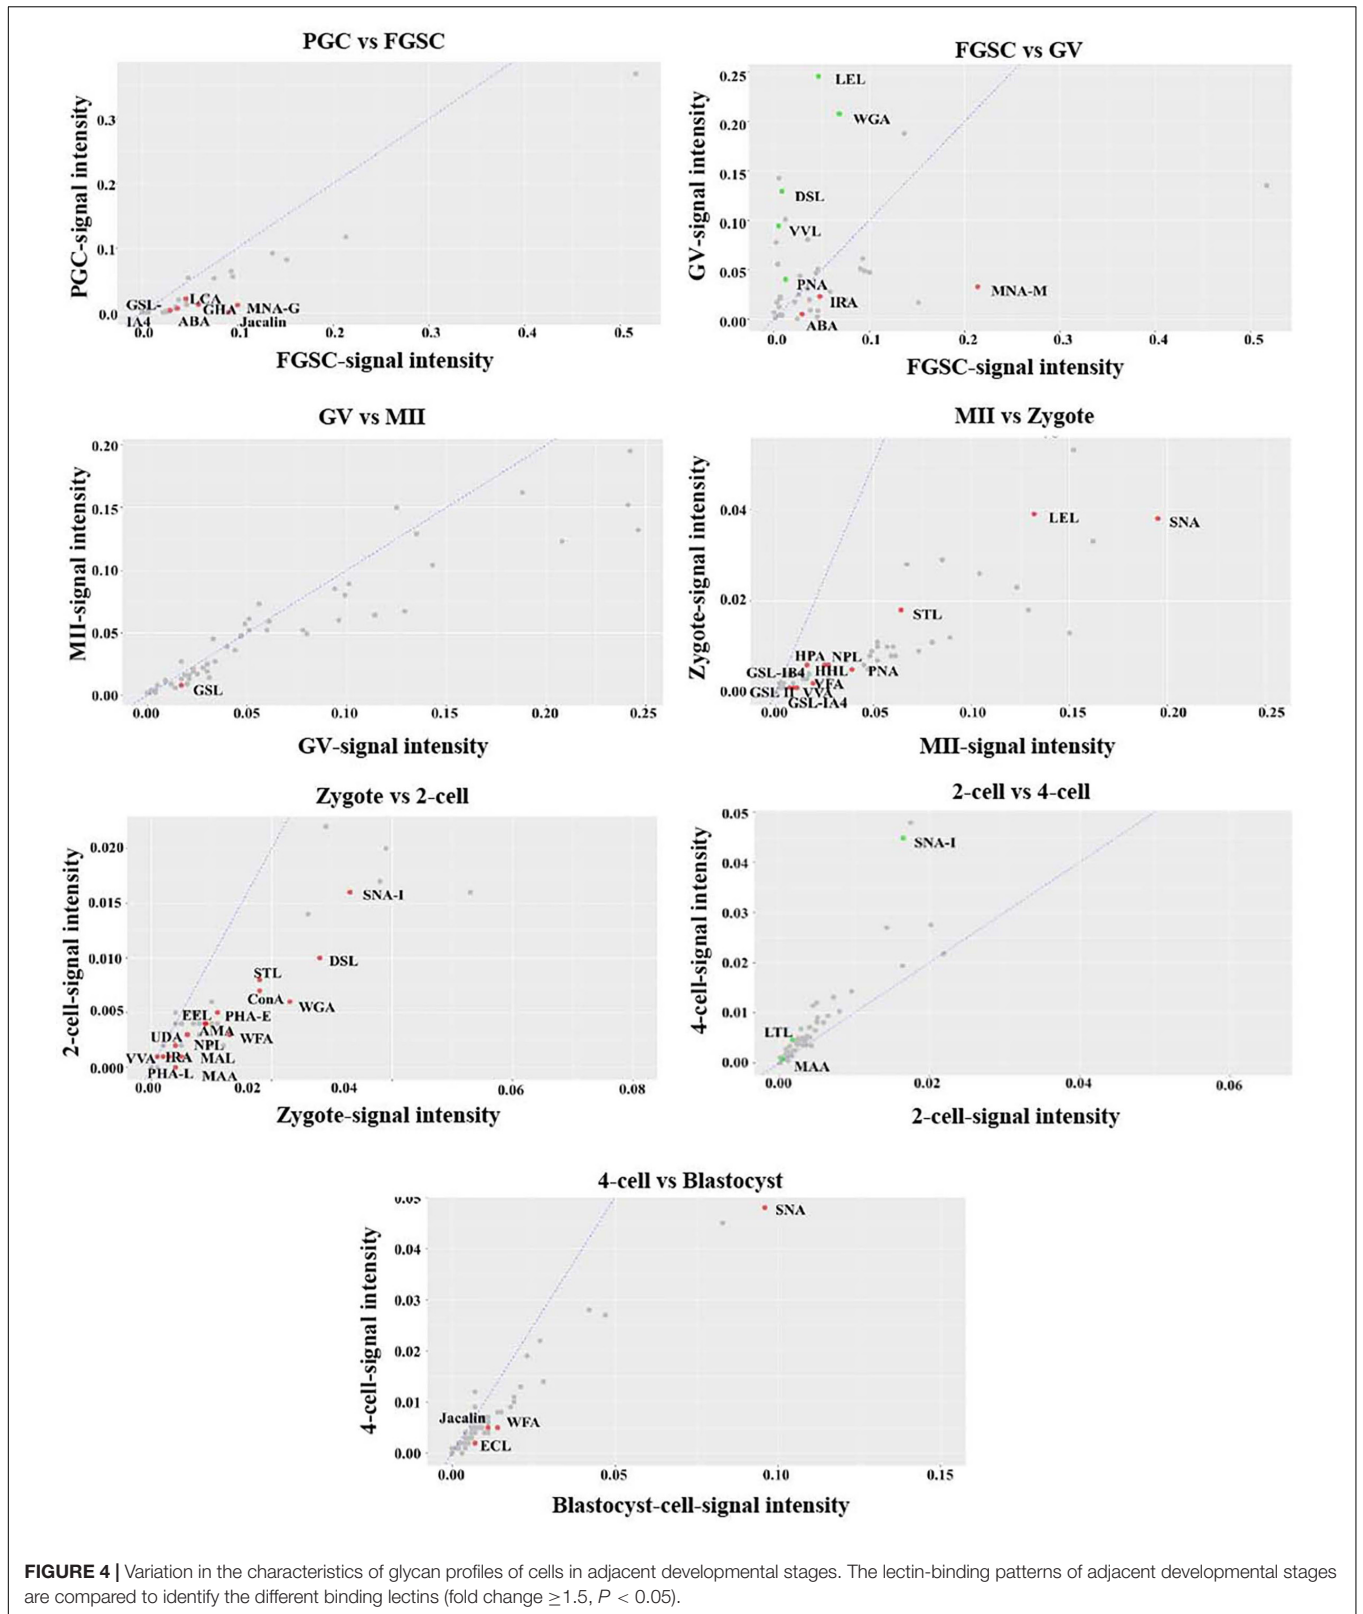 PGC vs FGSC
PGC-signal intensity
0.3
0.2
0.1
0.0
GSL-
IA4
LCA
GHA
ABA
MNA-G
Jacalin
0.0 0.1 0.2 0.3 0.4 0.5
FGSC-signal intensity
FGSC vs GV
GV-signal intensity
0.25
0.20
0.15
0.10
0.05
0.00
LEL
WGA
DSL
VVL
PNA
IRA
ABA
MNA-M
0.0 0.1 0.2 0.3 0.4 0.5
FGSC-signal intensity
GV vs MII
MII-signal intensity
0.20
0.15
0.10
0.05
0.00
GSL
0.00 0.05 0.10 0.15 0.20 0.25
GV-signal intensity
MII vs Zygote
Zygote-signal intensity
0.04
0.02
0.00
LEL
SNA
STL
HPA NPL
GSL-IB4 HHL PNA
VFA
GSL II VVA
GSL-IA4
0.00 0.05 0.10 0.15 0.20 0.25
MII-signal intensity
Zygote vs 2-cell
2-cell-signal intensity
0.020
0.015
0.010
0.005
0.000
SNA-I
DSL
STL
ConA WGA
EEL PHA-E
AMA
UDA NPL WFA
VVA IRA MAL
PHA-L MAA
0.00 0.02 0.04 0.06 0.08
Zygote-signal intensity
2-cell vs 4-cell
4-cell-signal intensity
0.05
0.04
0.03
0.02
0.01
0.00
SNA-I
LTL
MAA
0.00 0.02 0.04 0.06
2-cell-signal intensity
4-cell vs Blastocyst
4-cell-signal intensity
0.05
0.04
0.03
0.02
0.01
0.00
SNA
Jacalin WFA
ECL
0.00 0.05 0.10 0.15
Blastocyst-cell-signal intensity
FIGURE 4 | Variation in the characteristics of glycan profiles of cells in adjacent developmental stages. The lectin-binding patterns of adjacent developmental stages
are compared to identify the different binding lectins (fold change ≥1.5, P < 0.05).